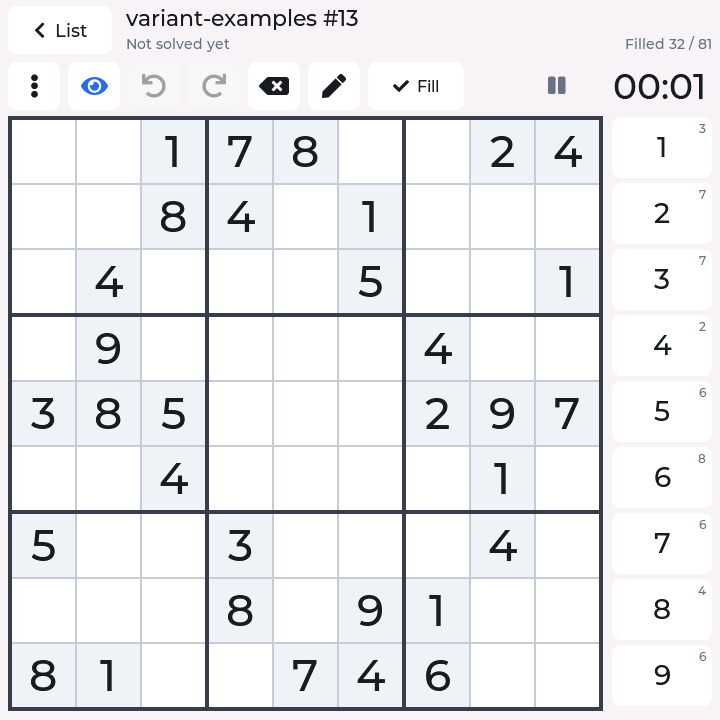 List
variant-examples #13
Not solved yet
Filled 32 / 81
Fill
00:01
1 7 8 2 4
8 4 1
4 5 1
9 4
3 8 5 2 9 7
4 1
5 3 4
8 9 1
8 1 7 4 6
1 3
2 7
3 7
4 2
5 6
6 8
7 6
8 4
9 6